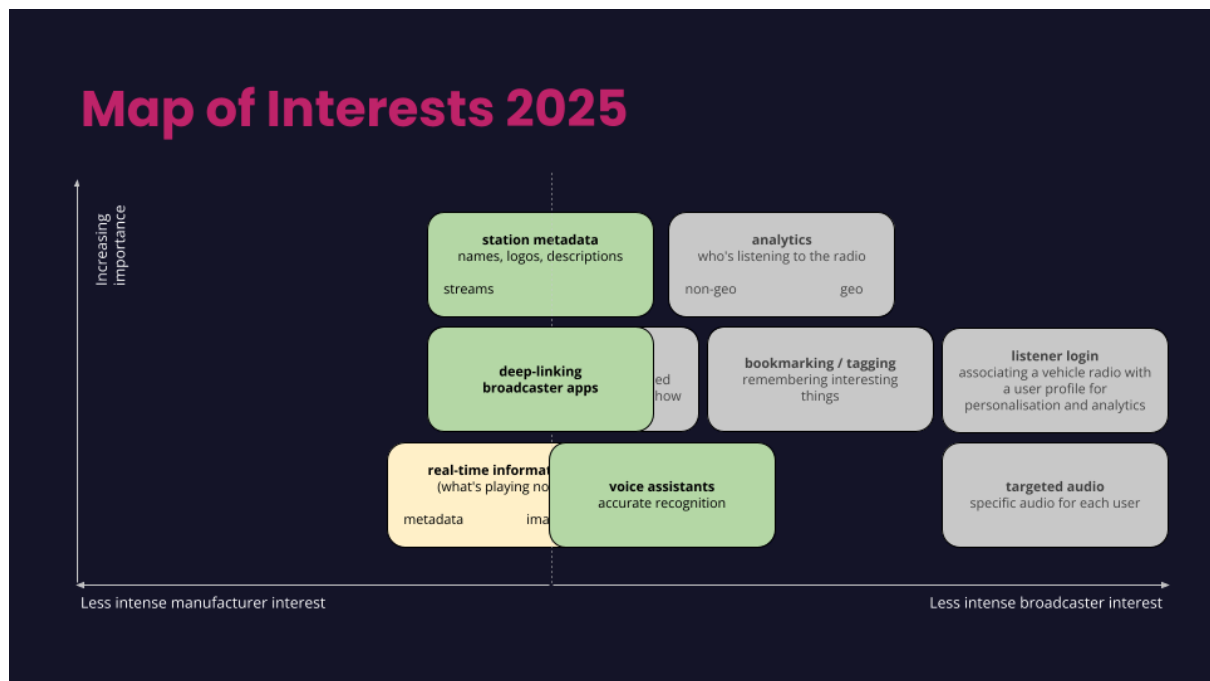 Map of Interests 2025
Increasing
importance
station metadata
names, logos, descriptions
streams
analytics
who's listening to the radio
non-geo geo
deep-linking
broadcaster apps
ed
how
bookmarking / tagging
remembering interesting
things
listener login
associating a vehicle radio with
a user profile for
personalisation and analytics
real-time informat
(what's playing no
metadata ima
voice assistants
accurate recognition
targeted audio
specific audio for each user
Less intense manufacturer interest
Less intense broadcaster interest